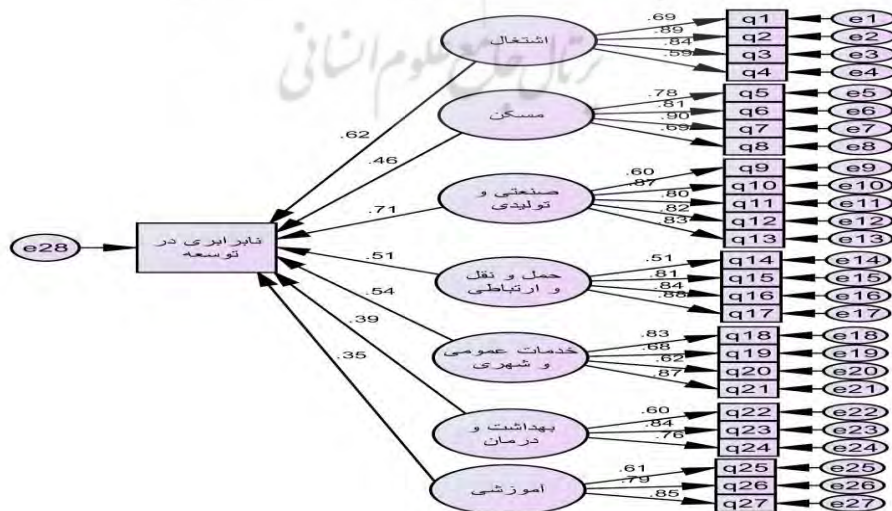 پرتال جامع علوم انسانی
اشتغال
.69 q1 e1
.89 q2 e2
.84 q3 e3
.59 q4 e4
.62
مسکن
.78 q5 e5
.81 q6 e6
.90 q7 e7
.69 q8 e8
.46
صنعتی و
تولیدی
.60 q9 e9
.87 q10 e10
.80 q11 e11
.82 q12 e12
.83 q13 e13
.71
نابرابری در
توسعه
e28
حمل و نقل
و ارتباطی
.51 q14 e14
.81 q15 e15
.84 q16 e16
.88 q17 e17
.51
خدمات عمومی
و شهری
.83 q18 e18
.68 q19 e19
.62 q20 e20
.87 q21 e21
.54
بهداشت و
درمان
.60 q22 e22
.84 q23 e23
.76 q24 e24
.39
آموزشی
.61 q25 e25
.79 q26 e26
.85 q27 e27
.35